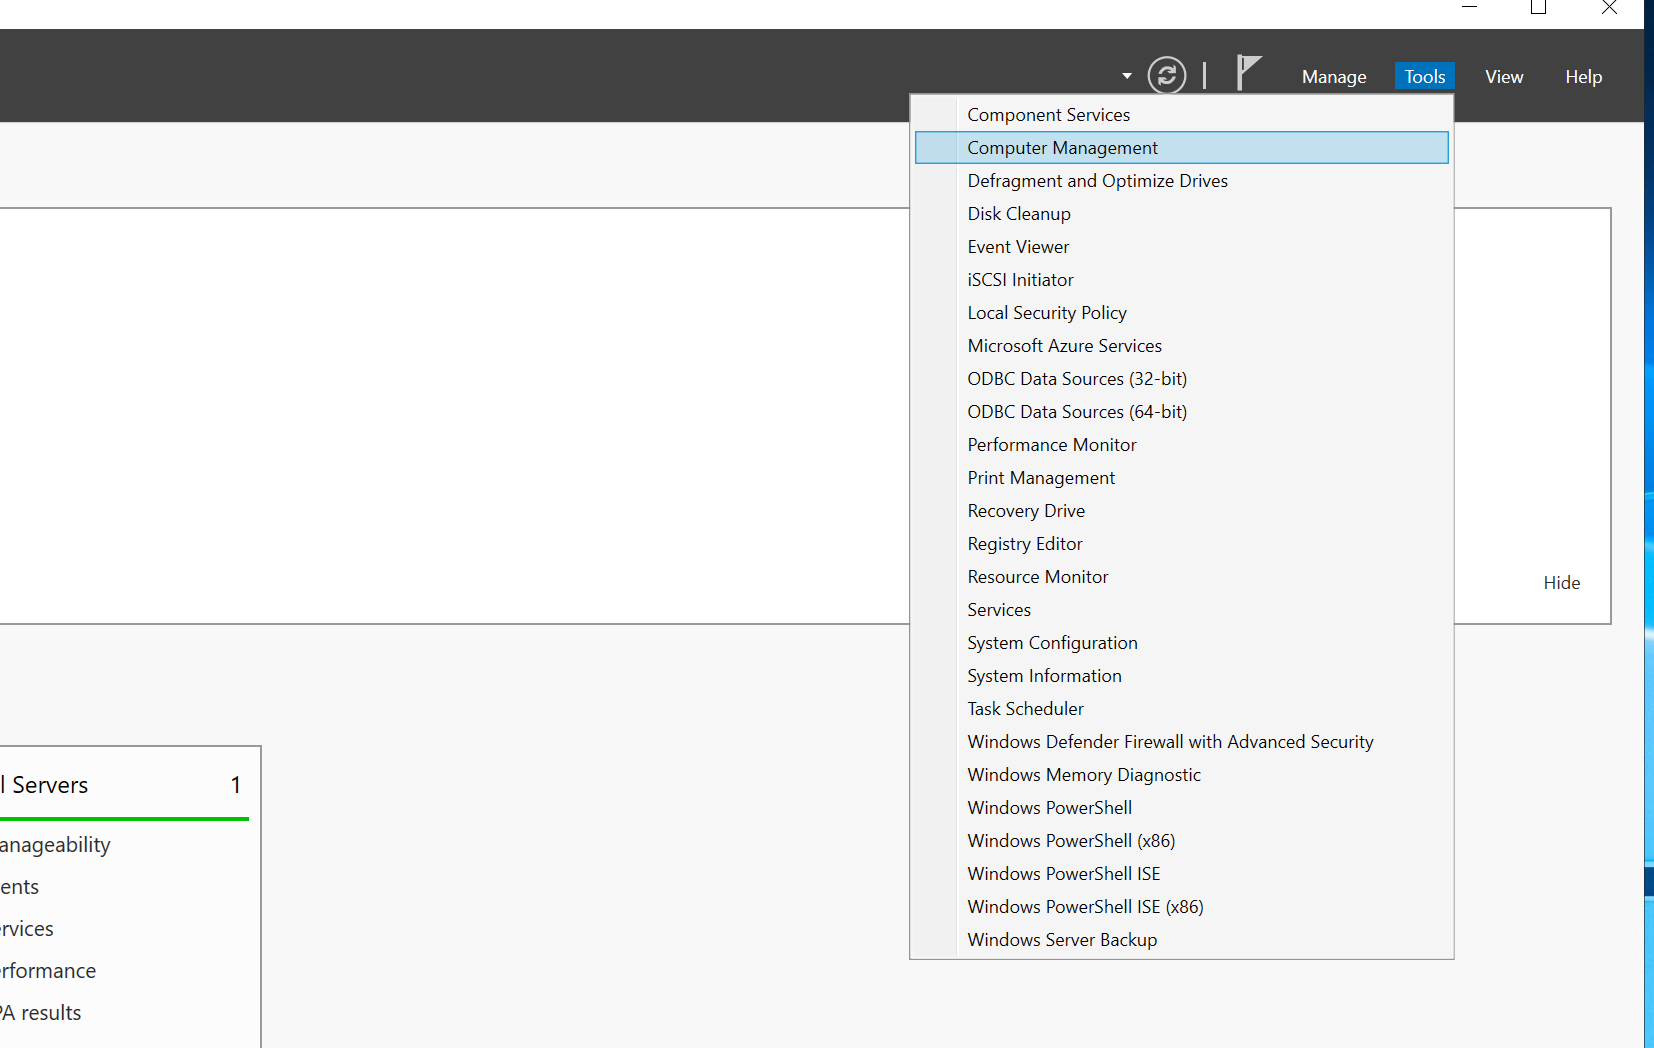 Manage Tools View Help
Component Services
Computer Management
Defragment and Optimize Drives
Disk Cleanup
Event Viewer
iSCSI Initiator
Local Security Policy
Microsoft Azure Services
ODBC Data Sources (32-bit)
ODBC Data Sources (64-bit)
Performance Monitor
Print Management
Recovery Drive
Registry Editor
Resource Monitor
Services
System Configuration
System Information
Task Scheduler
Windows Defender Firewall with Advanced Security
Windows Memory Diagnostic
Windows PowerShell
Windows PowerShell (x86)
Windows PowerShell ISE
Windows PowerShell ISE (x86)
Windows Server Backup
Hide
l Servers 1
anageability
ents
ervices
erformance
PA results